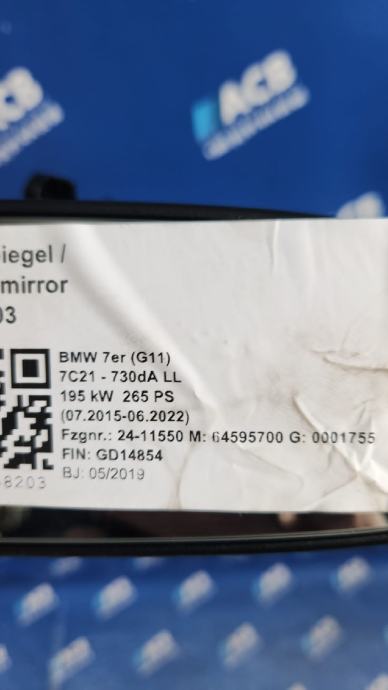 ACB
iegel /
mirror
03
BMW 7er (G11)
7C21 - 730dA LL
195 kW 265 PS
(07.2015-06.2022)
Fzgnr.: 24-11550 M: 64595700 G: 0001755
FIN: GD14854
BJ: 05/2019
8203